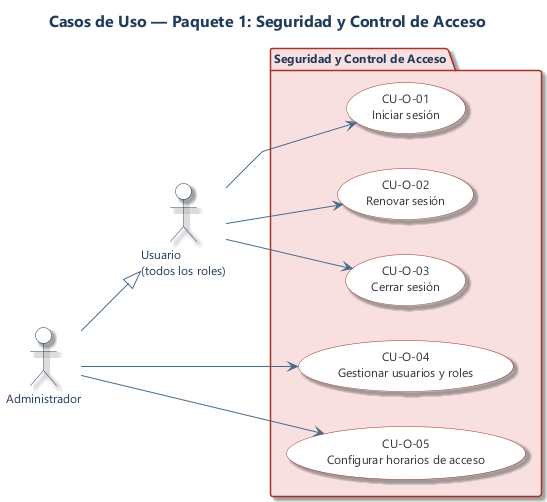 Casos de Uso — Paquete 1: Seguridad y Control de Acceso
Seguridad y Control de Acceso
CU-O-01
Iniciar sesión
CU-O-02
Renovar sesión
Usuario
(todos los roles)
CU-O-03
Cerrar sesión
CU-O-04
Gestionar usuarios y roles
Administrador
CU-O-05
Configurar horarios de acceso